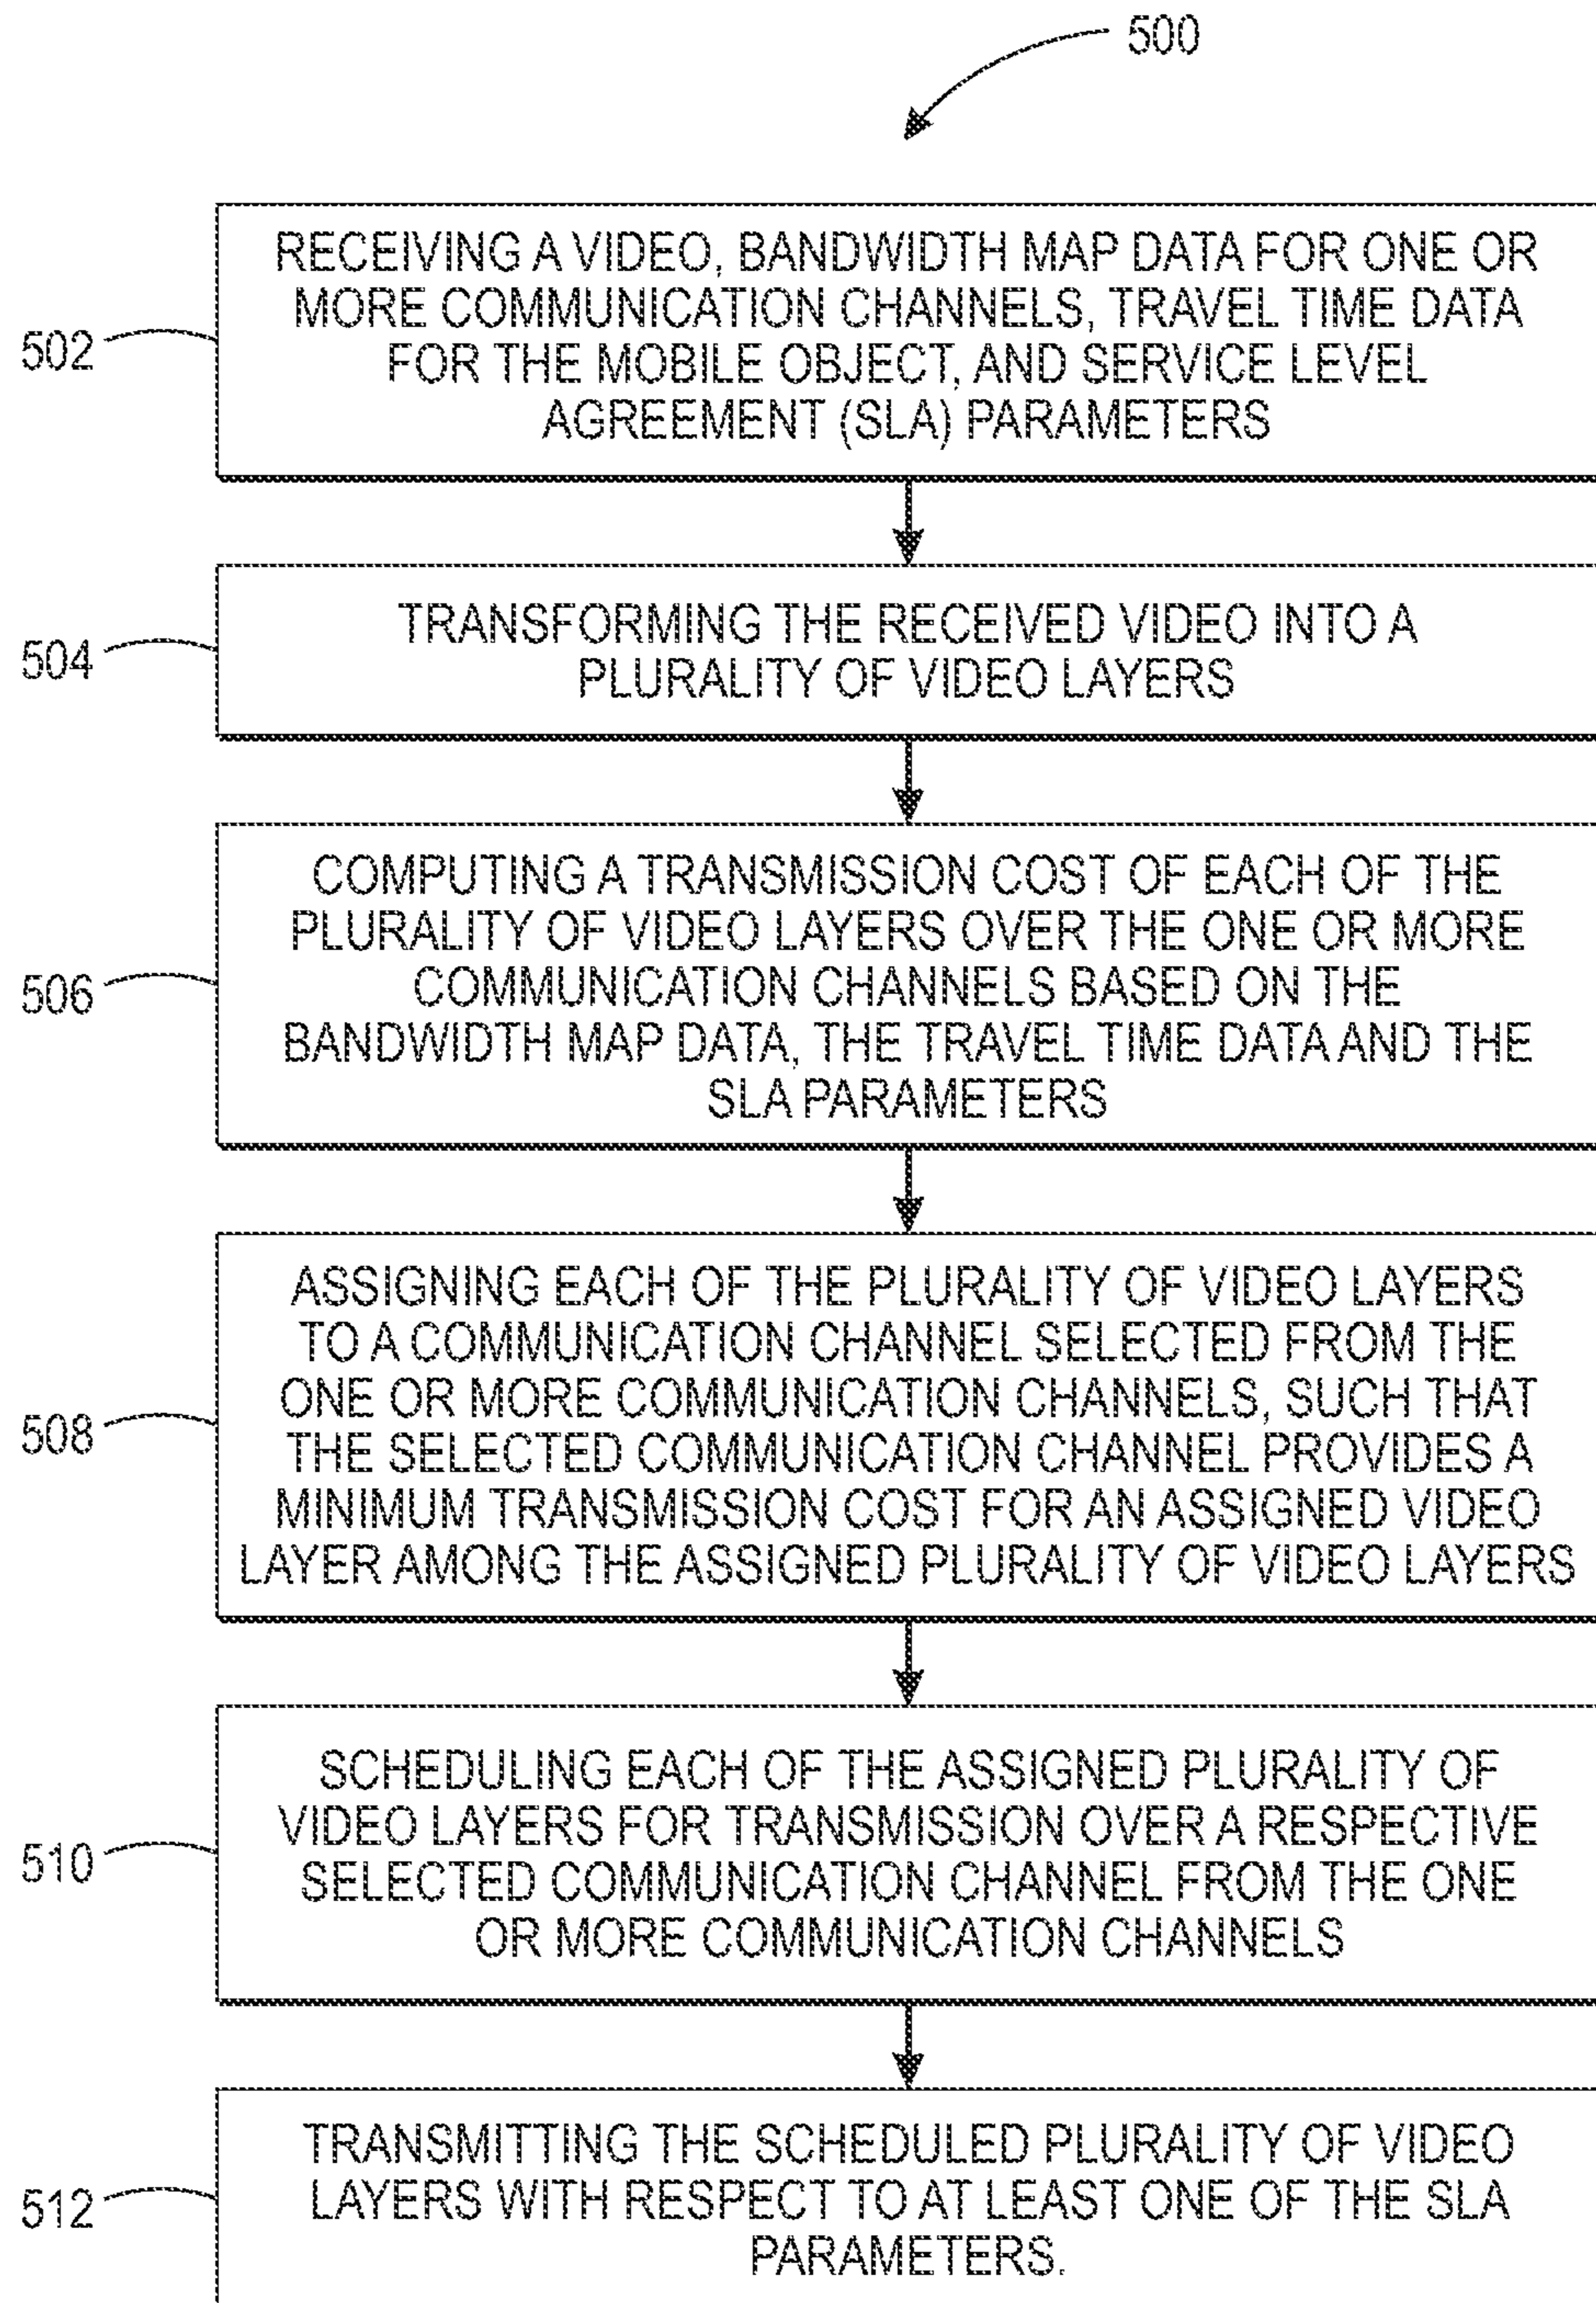 500
502
RECEIVING A VIDEO, BANDWIDTH MAP DATA FOR ONE OR
MORE COMMUNICATION CHANNELS, TRAVEL TIME DATA
FOR THE MOBILE OBJECT, AND SERVICE LEVEL
AGREEMENT (SLA) PARAMETERS
504
TRANSFORMING THE RECEIVED VIDEO INTO A
PLURALITY OF VIDEO LAYERS
506
COMPUTING A TRANSMISSION COST OF EACH OF THE
PLURALITY OF VIDEO LAYERS OVER THE ONE OR MORE
COMMUNICATION CHANNELS BASED ON THE
BANDWIDTH MAP DATA, THE TRAVEL TIME DATA AND THE
SLA PARAMETERS
508
ASSIGNING EACH OF THE PLURALITY OF VIDEO LAYERS
TO A COMMUNICATION CHANNEL SELECTED FROM THE
ONE OR MORE COMMUNICATION CHANNELS, SUCH THAT
THE SELECTED COMMUNICATION CHANNEL PROVIDES A
MINIMUM TRANSMISSION COST FOR AN ASSIGNED VIDEO
LAYER AMONG THE ASSIGNED PLURALITY OF VIDEO LAYERS
510
SCHEDULING EACH OF THE ASSIGNED PLURALITY OF
VIDEO LAYERS FOR TRANSMISSION OVER A RESPECTIVE
SELECTED COMMUNICATION CHANNEL FROM THE ONE
OR MORE COMMUNICATION CHANNELS
512
TRANSMITTING THE SCHEDULED PLURALITY OF VIDEO
LAYERS WITH RESPECT TO AT LEAST ONE OF THE SLA
PARAMETERS.